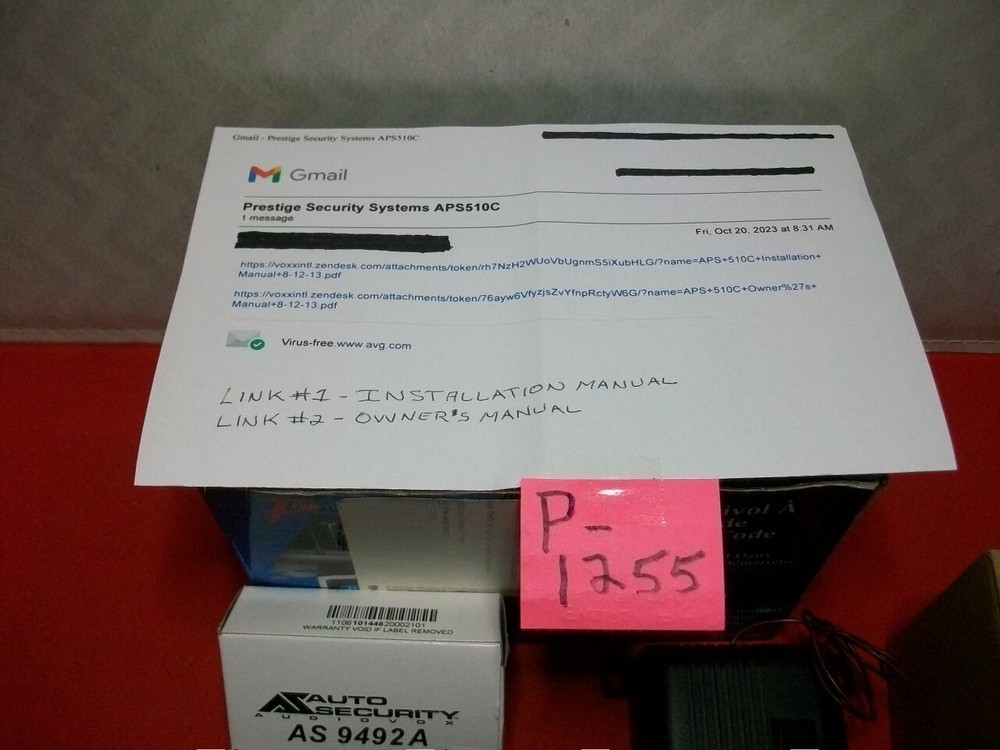 Gmail - Prestige Security Systems APS510C
Gmail
Prestige Security Systems APS510C
1 message
Fri, Oct 20, 2023 at 8:31 AM
https://voxxintl.zendesk.com/attachments/token/rh7NzH2WUoVbUgnmS5iXubHLG/?name=APS+510C+Installation+
Manual+8-12-13.pdf
https://voxxintl.zendesk.com/attachments/token/76ayw6VfyzjsZvYfnpRctyW6G/?name=APS+510C+Owner%27s+
Manual+8-12-13.pdf
Virus-free.www.avg.com
LINK #1 - INSTALLATION MANUAL
LINK #2 - OWNER'S MANUAL
P-
1255
ivol À
de
Code
WARRANTY VOID IF LABEL REMOVED
AUTO
SECURITY
AUDIOVOX
AS 9492A